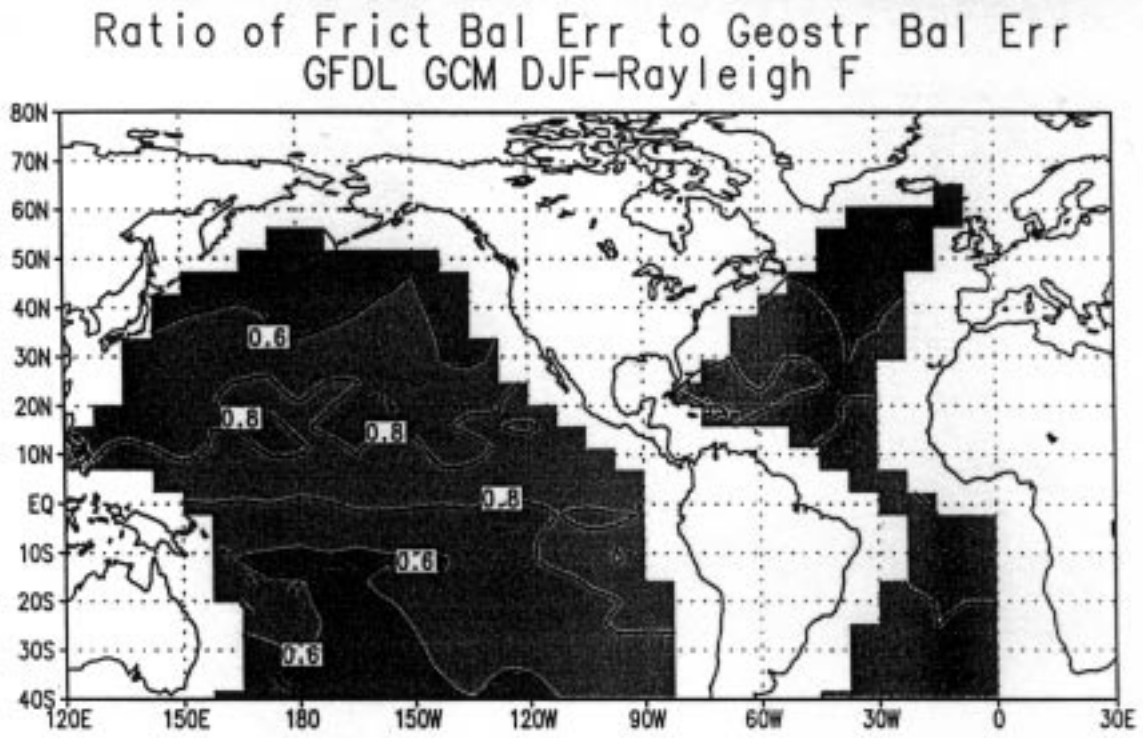 Ratio of Frict Bal Err to Geostr Bal Err
GFDL GCM DJF-Rayleigh F
80N
70N
60N
50N
40N
0.6
30N
20N
0.8
0.8
10N
0.8
EQ
10S
0.6
20S
30S
0.6
40S
120E 150E 180 150W 120W 90W 60W 30W 0 30E